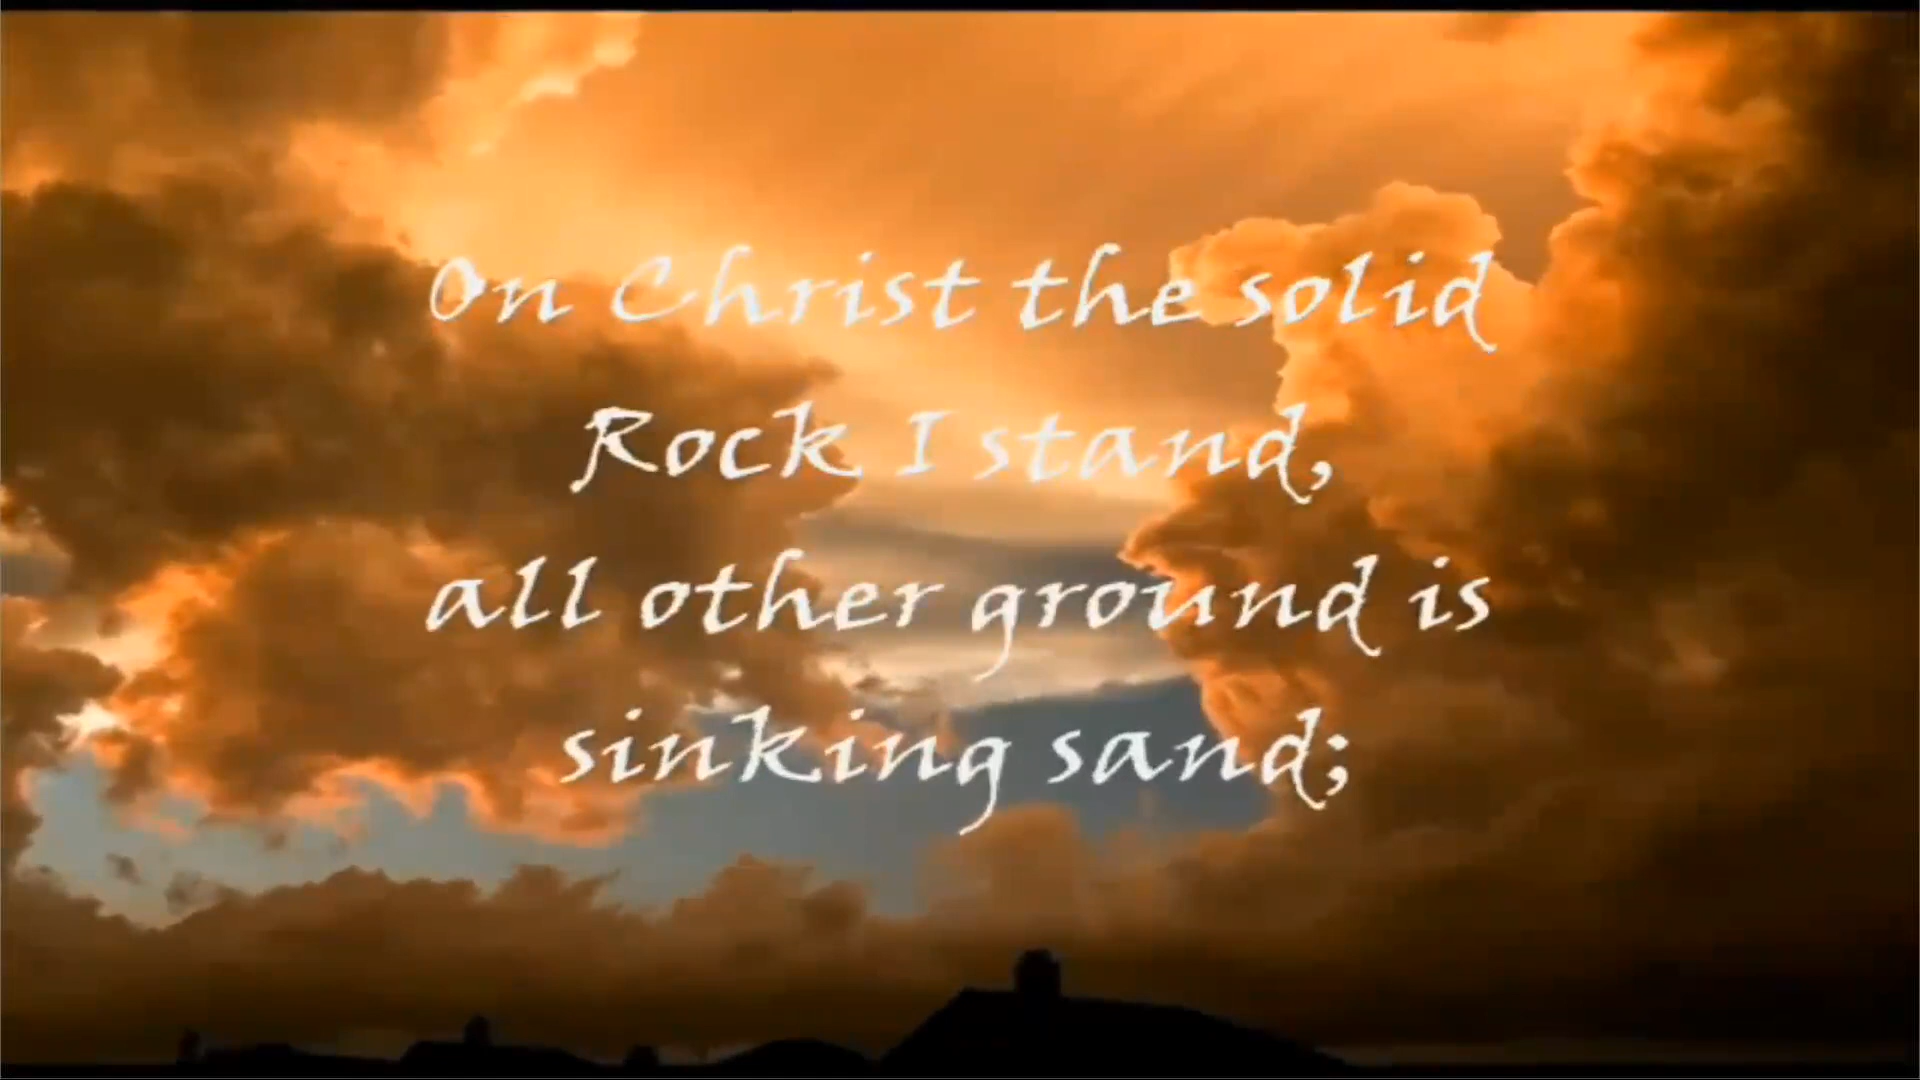 On Christ the solid
Rock I stand,
all other ground is
sinking sand;